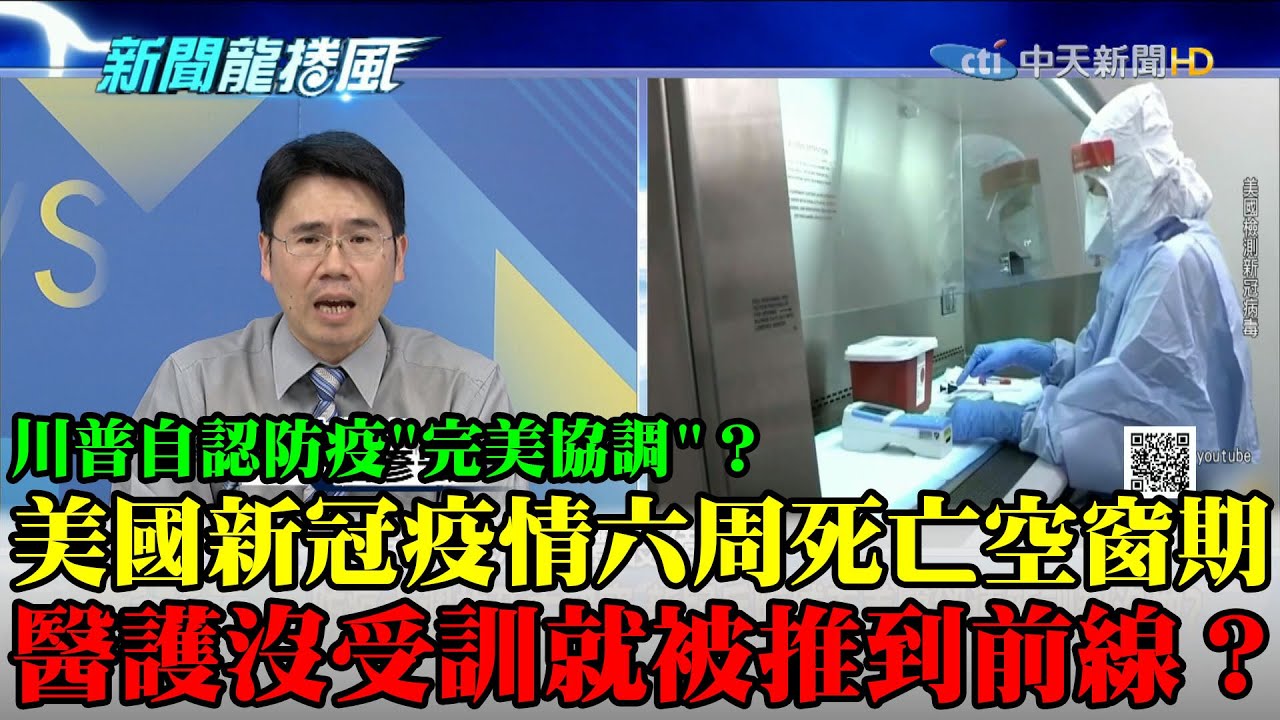 新聞龍捲風
cti 中天新聞HD
美國檢測新冠病毒
youtube
川普自認防疫"完美協調"？
美國新冠疫情六周死亡空窗期
醫護沒受訓就被推到前線？